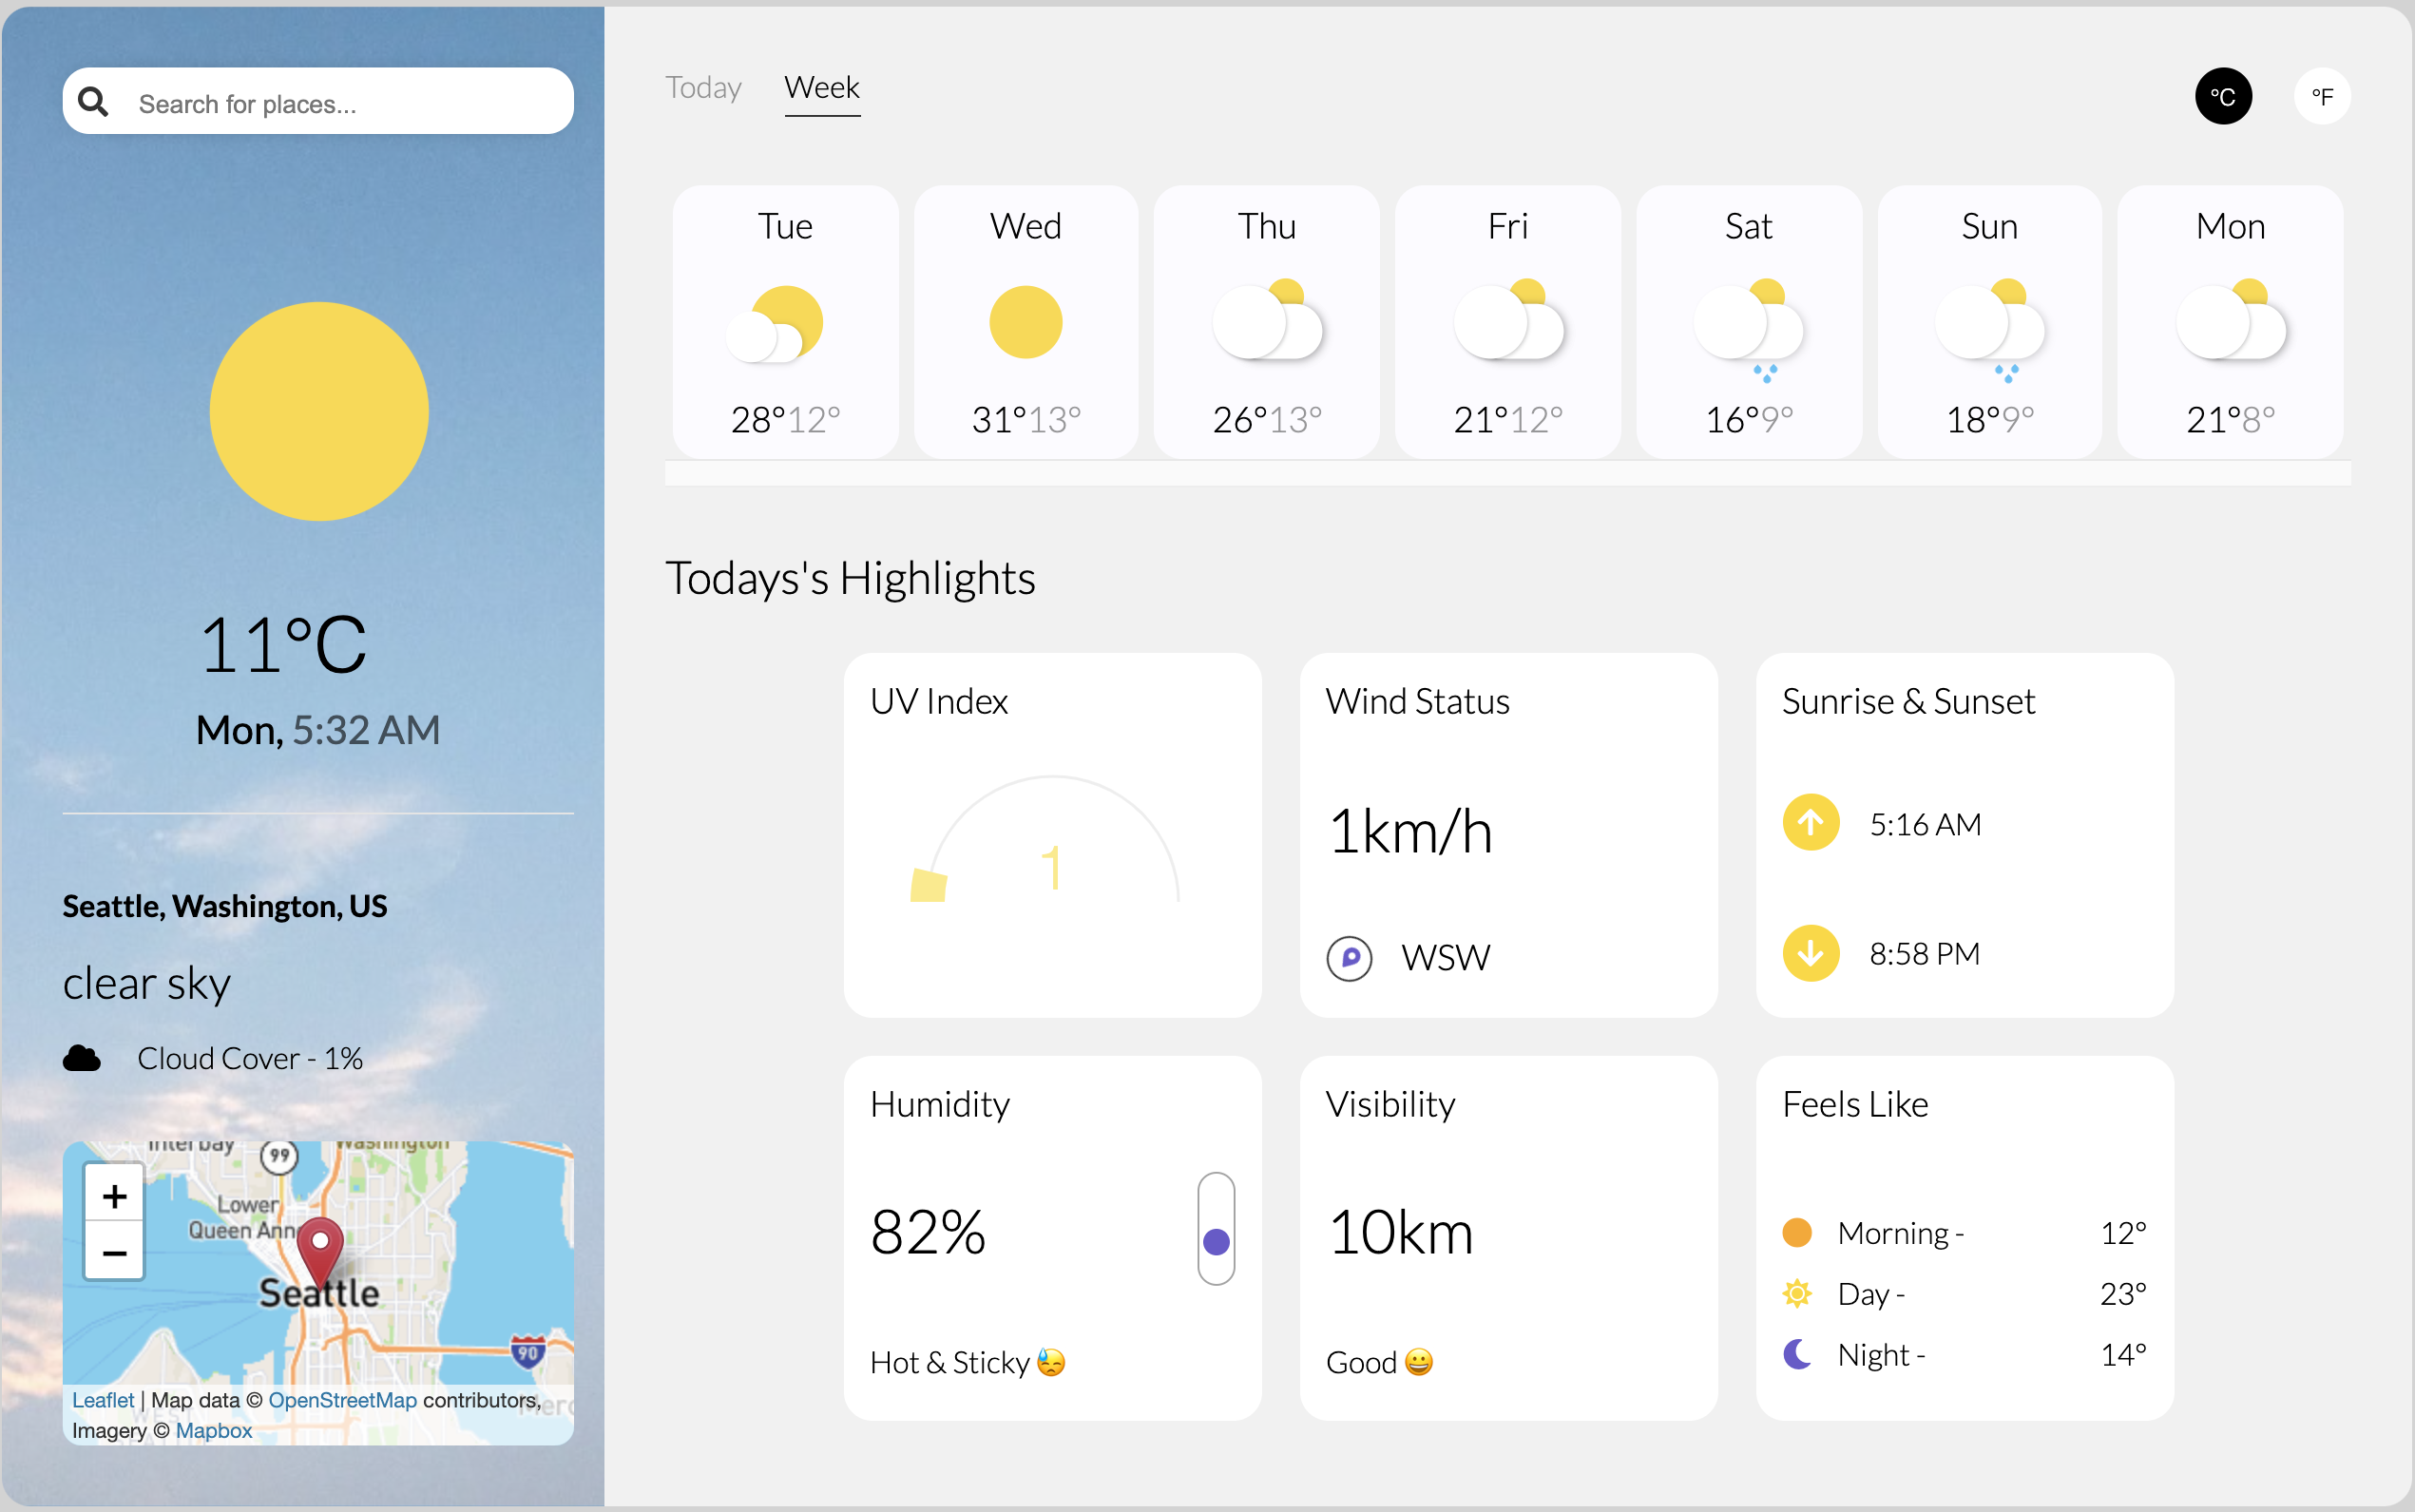 Search for places...
11°C
Mon, 5:32 AM
Seattle, Washington, US
clear sky
Cloud Cover - 1%
Interbay
99
Washington
+
Lower
Queen Ann
−
Seattle
90
Leaflet | Map data © OpenStreetMap contributors,
Imagery © Mapbox
Today Week
°C °F
Tue Wed Thu Fri Sat Sun Mon
28°12° 31°13° 26°13° 21°12° 16°9° 18°9° 21°8°
Todays's Highlights
UV Index
1
Wind Status
1km/h
WSW
Sunrise & Sunset
5:16 AM
8:58 PM
Humidity
82%
Hot & Sticky 😓
Visibility
10km
Good 😀
Feels Like
Morning - 12°
Day - 23°
Night - 14°